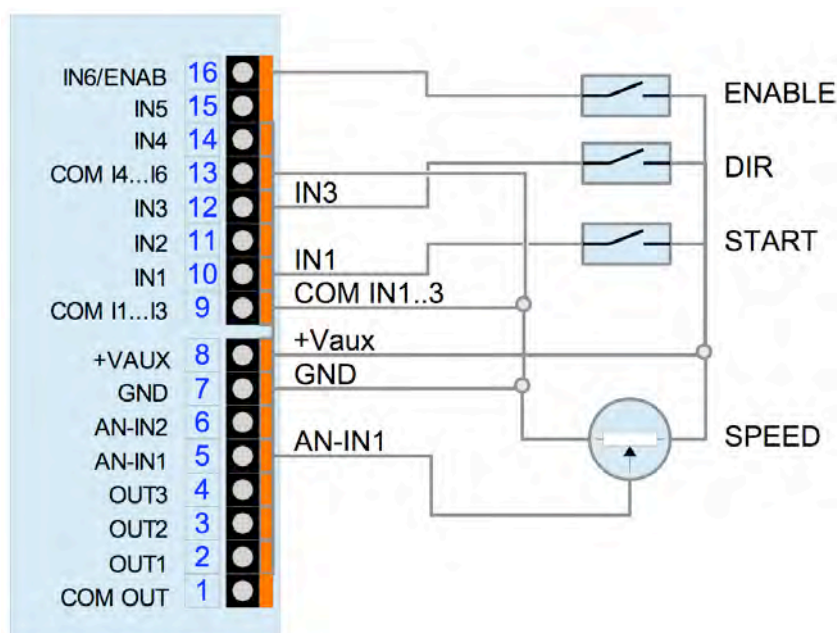 IN6/ENAB 16 ENABLE
IN5 15
IN4 14
COM I4...I6 13 DIR
IN3 12 IN3
IN2 11 START
IN1 10 IN1
COM I1...I3 9 COM IN1..3
+VAUX 8 +Vaux
GND 7 GND
AN-IN2 6 SPEED
AN-IN1 5 AN-IN1
OUT3 4
OUT2 3
OUT1 2
COM OUT 1